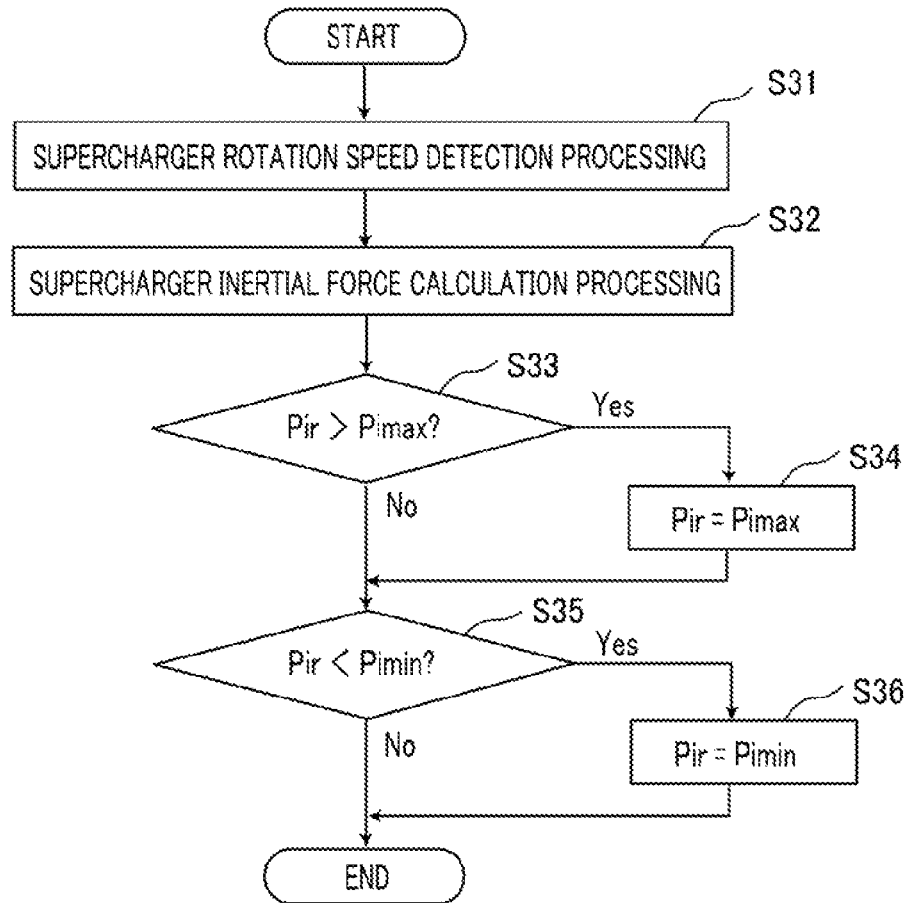 START
S31
SUPERCHARGER ROTATION SPEED DETECTION PROCESSING
S32
SUPERCHARGER INERTIAL FORCE CALCULATION PROCESSING
S33
Pir > Pimax?
Yes
S34
No
Pir = Pimax
S35
Pir < Pimin?
Yes
S36
No
Pir = Pimin
END